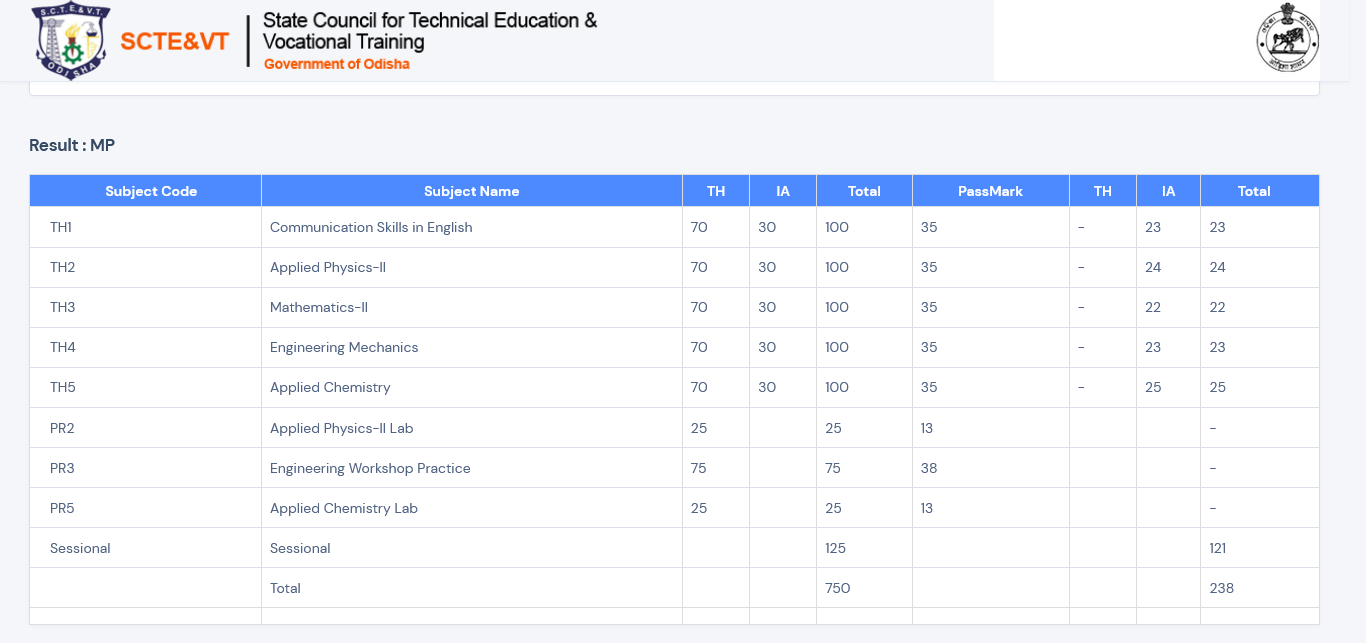 S.C.T.E.&V.T.
ODISHA
SCTE&VT
State Council for Technical Education &
Vocational Training
Government of Odisha
Result : MP
Subject Code Subject Name TH IA Total PassMark TH IA Total
TH1 Communication Skills in English 70 30 100 35 - 23 23
TH2 Applied Physics-II 70 30 100 35 - 24 24
TH3 Mathematics-II 70 30 100 35 - 22 22
TH4 Engineering Mechanics 70 30 100 35 - 23 23
TH5 Applied Chemistry 70 30 100 35 - 25 25
PR2 Applied Physics-II Lab 25 25 13 -
PR3 Engineering Workshop Practice 75 75 38 -
PR5 Applied Chemistry Lab 25 25 13 -
Sessional Sessional 125 121
Total 750 238